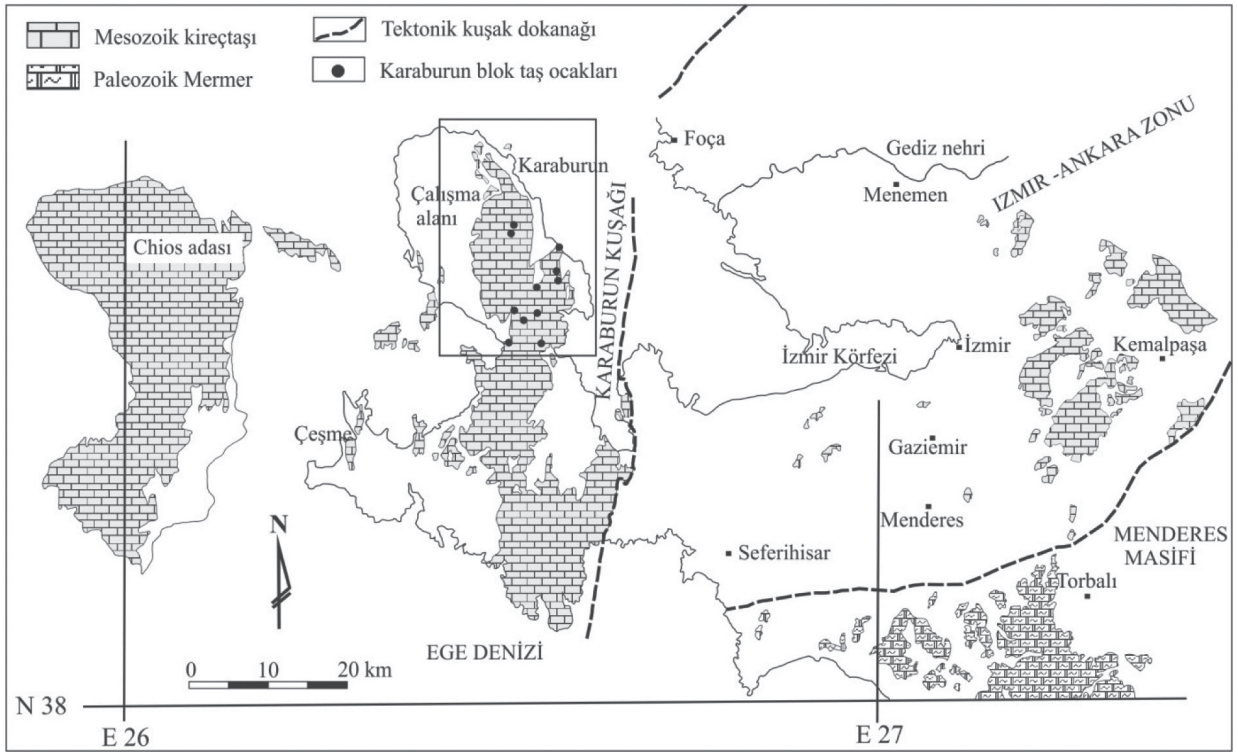 Mesozoik kireçtaşı
Paleozoik Mermer
Tektonik kuşak dokanağı
Karaburun blok taş ocakları
Foça
Gediz nehri
Menemen
IZMIR -ANKARA ZONU
Karaburun
Çalışma
alanı
Chios adası
KARABURUN KUŞAĞI
İzmir Körfezi
İzmir
Kemalpaşa
Çeşme
Gaziemir
Menderes
Seferihisar
MENDERES
MASİFİ
Torbalı
N
EGE DENİZİ
0 10 20 km
N 38
E 26
E 27